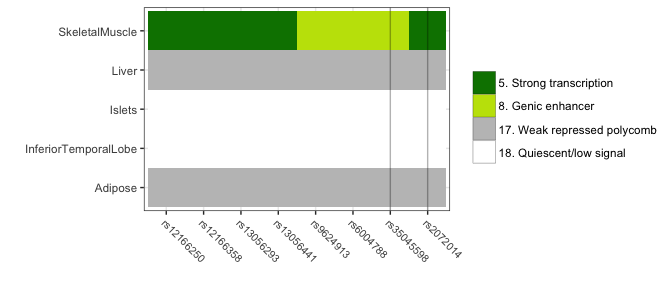 SkeletalMuscle
Liver
Islets
InferiorTemporalLobe
Adipose
rs12166250
rs12166358
rs13056293
rs13056441
rs9624913
rs6004788
rs35045598
rs2072014
5. Strong transcription
8. Genic enhancer
17. Weak repressed polycomb
18. Quiescent/low signal